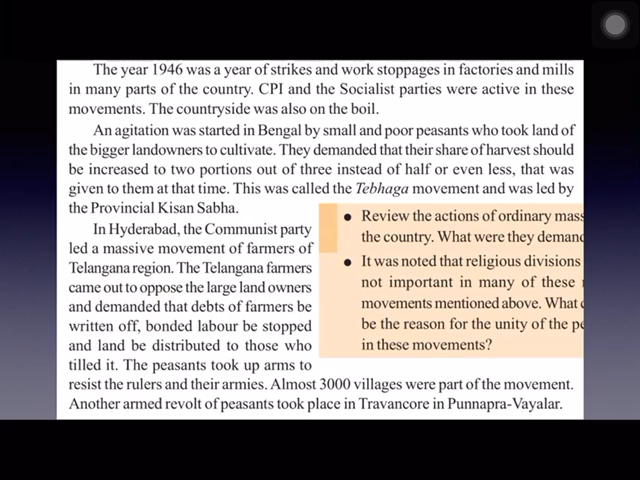 The year 1946 was a year of strikes and work stoppages in factories and mills
in many parts of the country. CPI and the Socialist parties were active in these
movements. The countryside was also on the boil.
An agitation was started in Bengal by small and poor peasants who took land of
the bigger landowners to cultivate. They demanded that their share of harvest should
be increased to two portions out of three instead of half or even less, that was
given to them at that time. This was called the Tebhaga movement and was led by
the Provincial Kisan Sabha.
In Hyderabad, the Communist party
led a massive movement of farmers of
Telangana region. The Telangana farmers
came out to oppose the large land owners
and demanded that debts of farmers be
written off, bonded labour be stopped
and land be distributed to those who
tilled it. The peasants took up arms to
resist the rulers and their armies. Almost 3000 villages were part of the movement.
Another armed revolt of peasants took place in Travancore in Punnapra-Vayalar.
• Review the actions of ordinary mass
the country. What were they demand
• It was noted that religious divisions
not important in many of these
movements mentioned above. What
be the reason for the unity of the pe
in these movements?